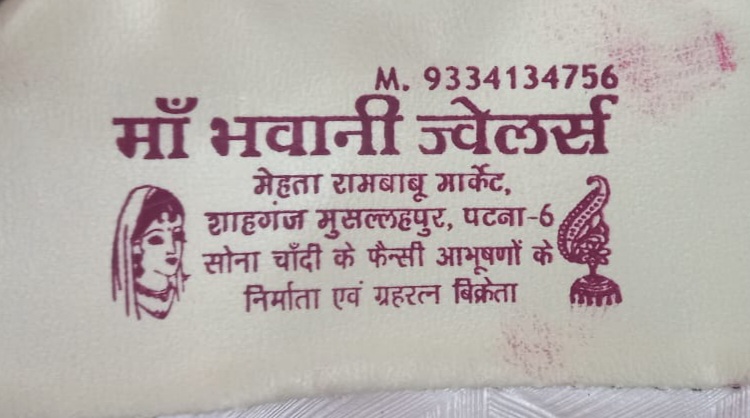 M. 9334134756
माँ भवानी ज्वेलर्स
मेहता रामबाबू मार्केट,
शाहगंज मुसल्लहपुर, पटना-6
सोना चाँदी के फैन्सी आभूषणों के
निर्माता एवं ग्रहरत्न बिक्रेता